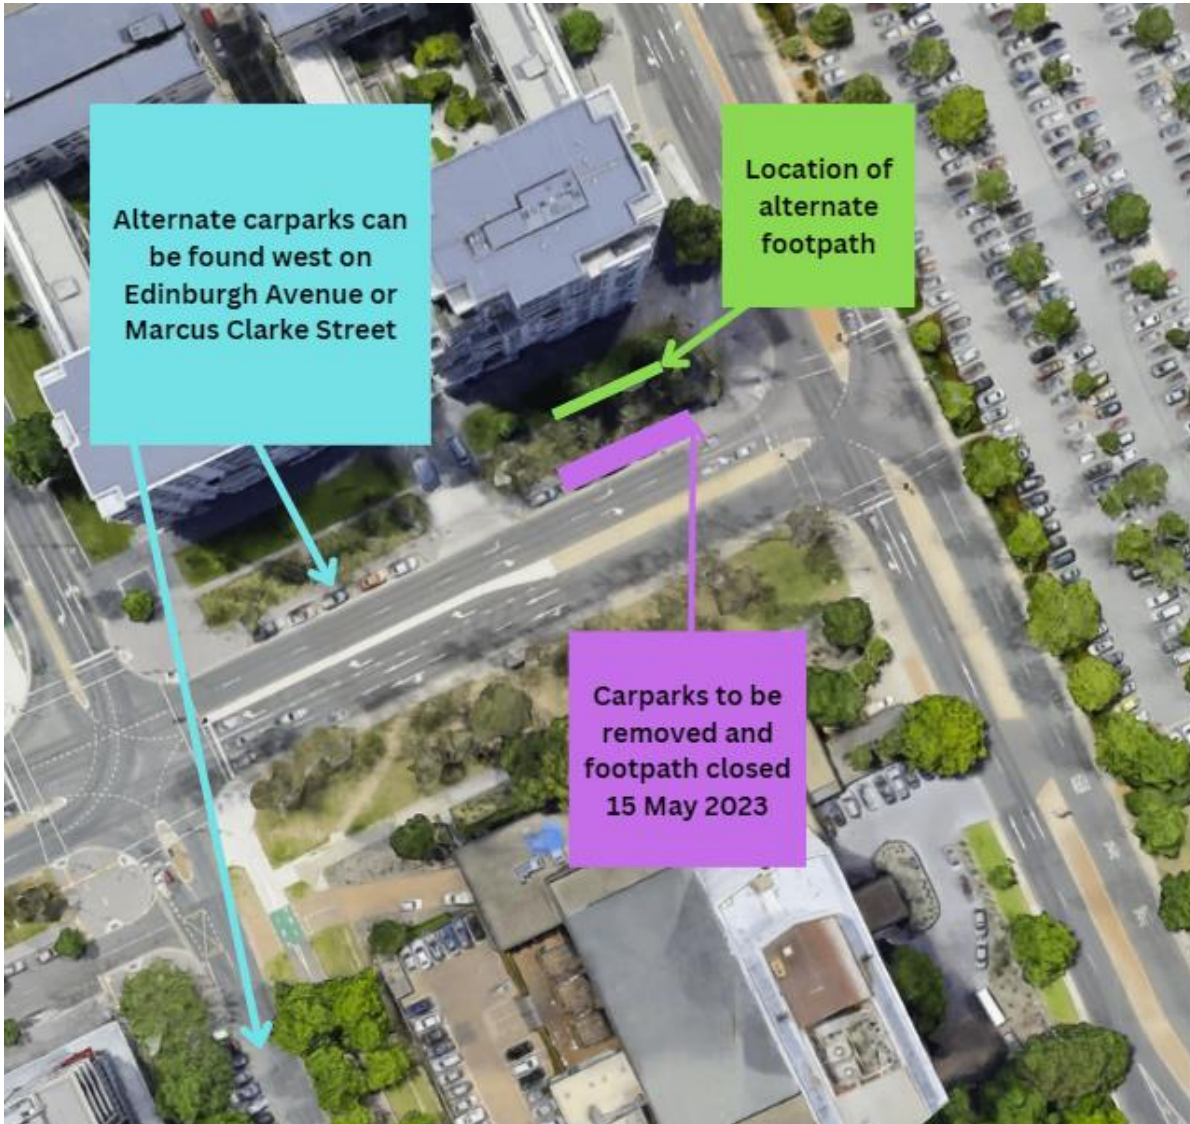 Alternate carparks can
be found west on
Edinburgh Avenue or
Marcus Clarke Street
Location of
alternate
footpath
Carparks to be
removed and
footpath closed
15 May 2023